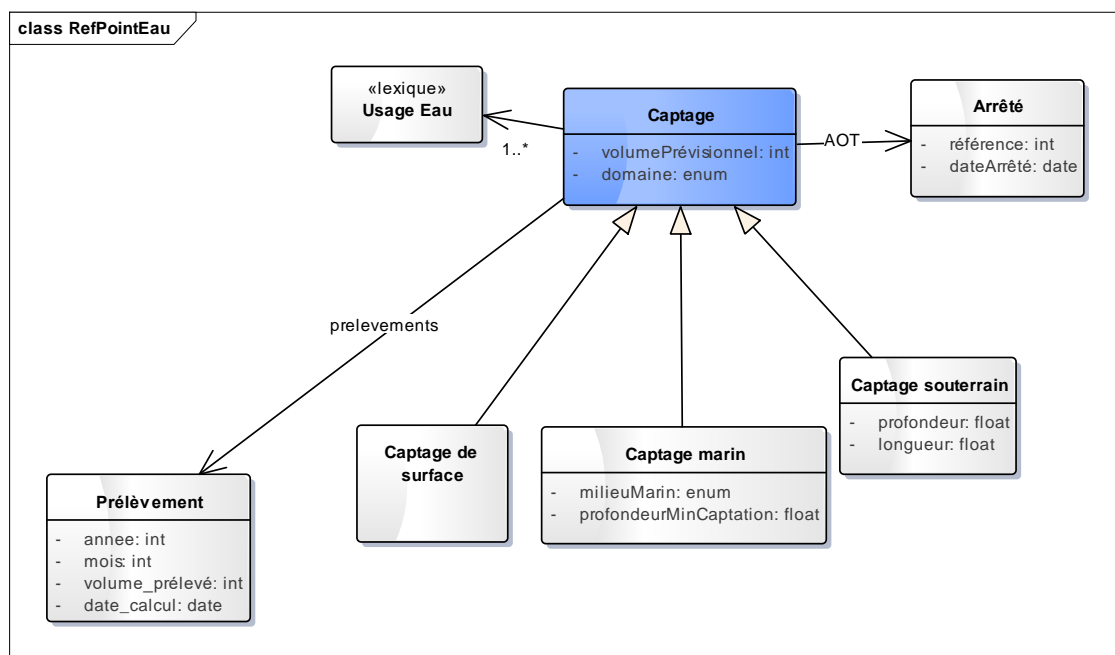 class RefPointEau
«lexique»
Usage Eau
1..*
Captage
- volumePrévisionnel: int
- domaine: enum
AOT
Arrêté
- référence: int
- dateArrêté: date
prelevements
Captage souterrain
- profondeur: float
- longueur: float
Captage de
surface
Captage marin
- milieuMarin: enum
- profondeurMinCaptation: float
Prélèvement
- annee: int
- mois: int
- volume_prélevé: int
- date_calcul: date